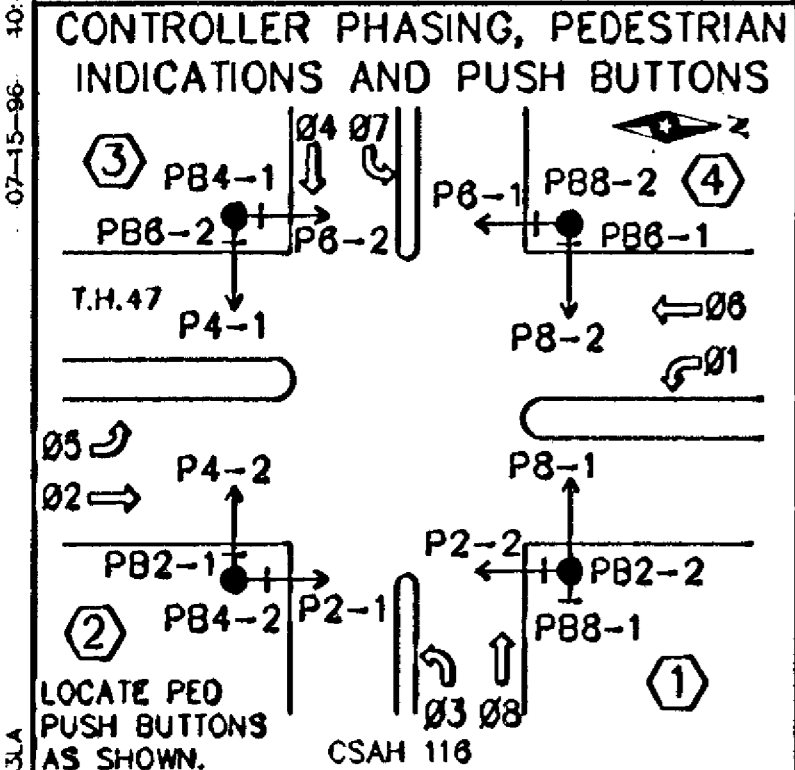 CONTROLLER PHASING, PEDESTRIAN
INDICATIONS AND PUSH BUTTONS
07-15-96
Ø4 Ø7
Z
3
PB4-1
P6-1
PB8-2
4
PB6-2
P6-2
PB6-1
T.H.47
P4-1
P8-2
Ø6
Ø1
Ø5
P4-2
P8-1
Ø2
PB2-1
P2-2
PB2-2
2
PB4-2
P2-1
PB8-1
1
LOCATE PED
PUSH BUTTONS
AS SHOWN.
Ø3 Ø8
CSAH 116